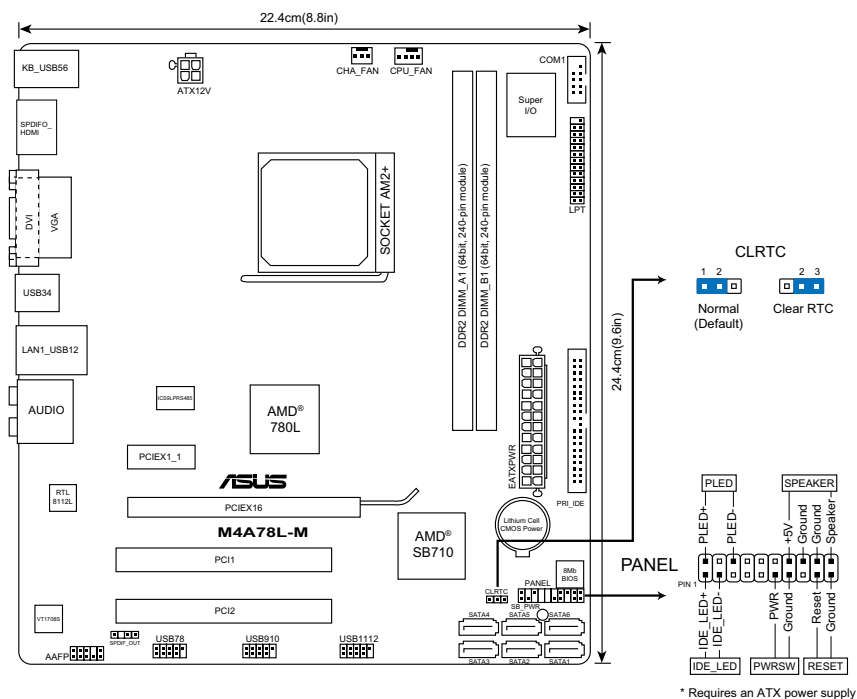 22.4cm(8.8in)
KB_USB56
ATX12V
CHA_FAN
CPU_FAN
COM1
Super
I/O
SPDIFO_
HDMI
LPT
DVI
VGA
SOCKET AM2+
DDR2 DIMM_A1 (64bit, 240-pin module)
DDR2 DIMM_B1 (64bit, 240-pin module)
24.4cm(9.6in)
CLRTC
1 2
2 3
Normal
(Default)
Clear RTC
USB34
LAN1_USB12
AUDIO
ICS9LPRS485
AMD®
780L
EATXPWR
PRI_IDE
PCIEX1_1
ASUS
RTL
8112L
PCIEX16
M4A78L-M
Lithium Cell
CMOS Power
AMD®
SB710
PCI1
8Mb
BIOS
CLRTC
PANEL
SB_PWR
PCI2
VT1708S
SPDIF_OUT
AAFP
USB78
USB910
USB1112
SATA4
SATA5
SATA6
SATA3
SATA2
SATA1
PLED
SPEAKER
PLED+
PLED-
+5V
Ground
Ground
Speaker
PANEL
PIN 1
IDE_LED+
IDE_LED-
PWR
Ground
Reset
Ground
IDE_LED
PWRSW
RESET
* Requires an ATX power supply